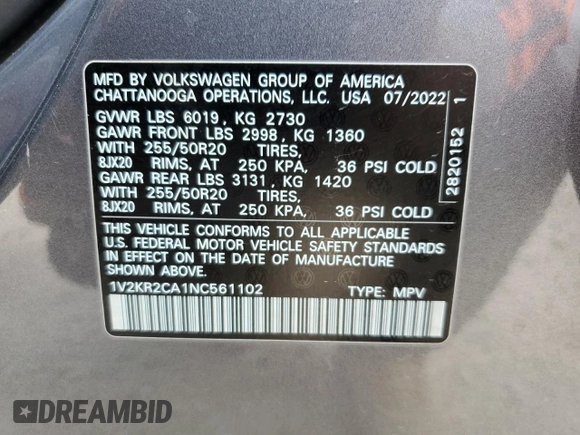 MFD BY VOLKSWAGEN GROUP OF AMERICA
CHATTANOOGA OPERATIONS, LLC. USA 07/2022
GVWR LBS 6019, KG 2730
GAWR FRONT LBS 2998, KG 1360
WITH 255/50R20 TIRES,
8JX20 RIMS, AT 250 KPA, 36 PSI COLD
GAWR REAR LBS 3131, KG 1420
WITH 255/50R20 TIRES,
8JX20 RIMS, AT 250 KPA, 36 PSI COLD
THIS VEHICLE CONFORMS TO ALL APPLICABLE
U.S. FEDERAL MOTOR VEHICLE SAFETY STANDARDS
IN EFFECT ON THE DATE OF MANUFACTURE
SHOWN ABOVE.
1V2KR2CA1NC561102 TYPE: MPV
2820152 1
DREAMBID